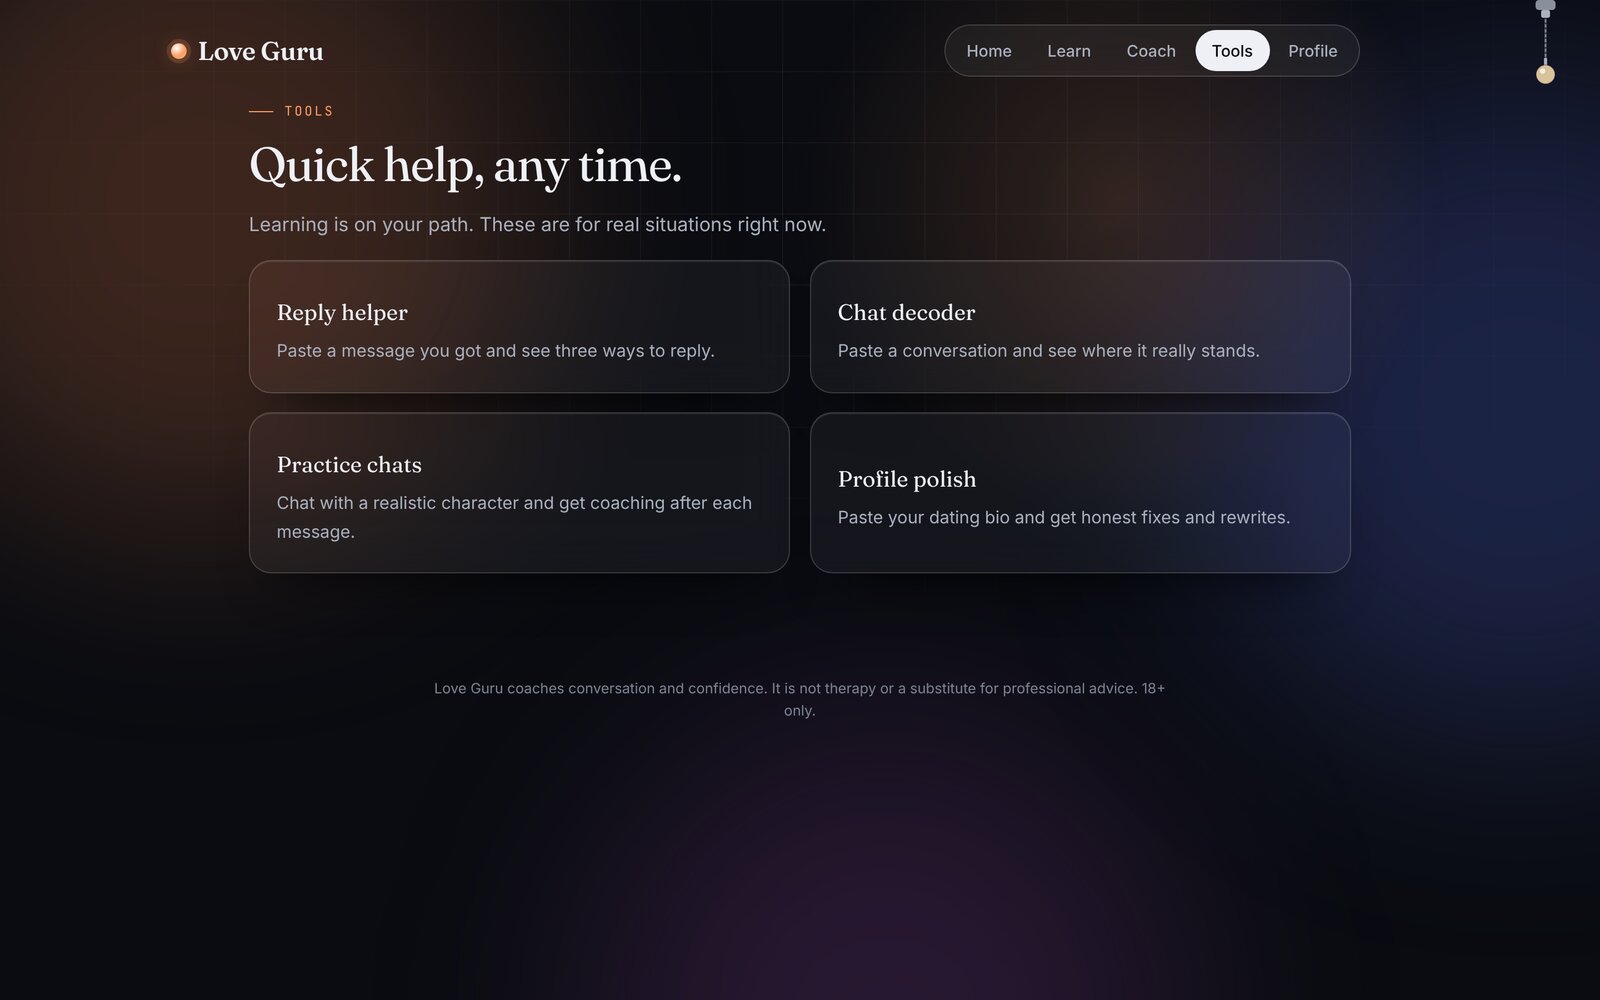 Love Guru
Home Learn Coach Tools Profile
TOOLS
Quick help, any time.
Learning is on your path. These are for real situations right now.
Reply helper
Paste a message you got and see three ways to reply.
Chat decoder
Paste a conversation and see where it really stands.
Practice chats
Chat with a realistic character and get coaching after each
message.
Profile polish
Paste your dating bio and get honest fixes and rewrites.
Love Guru coaches conversation and confidence. It is not therapy or a substitute for professional advice. 18+
only.